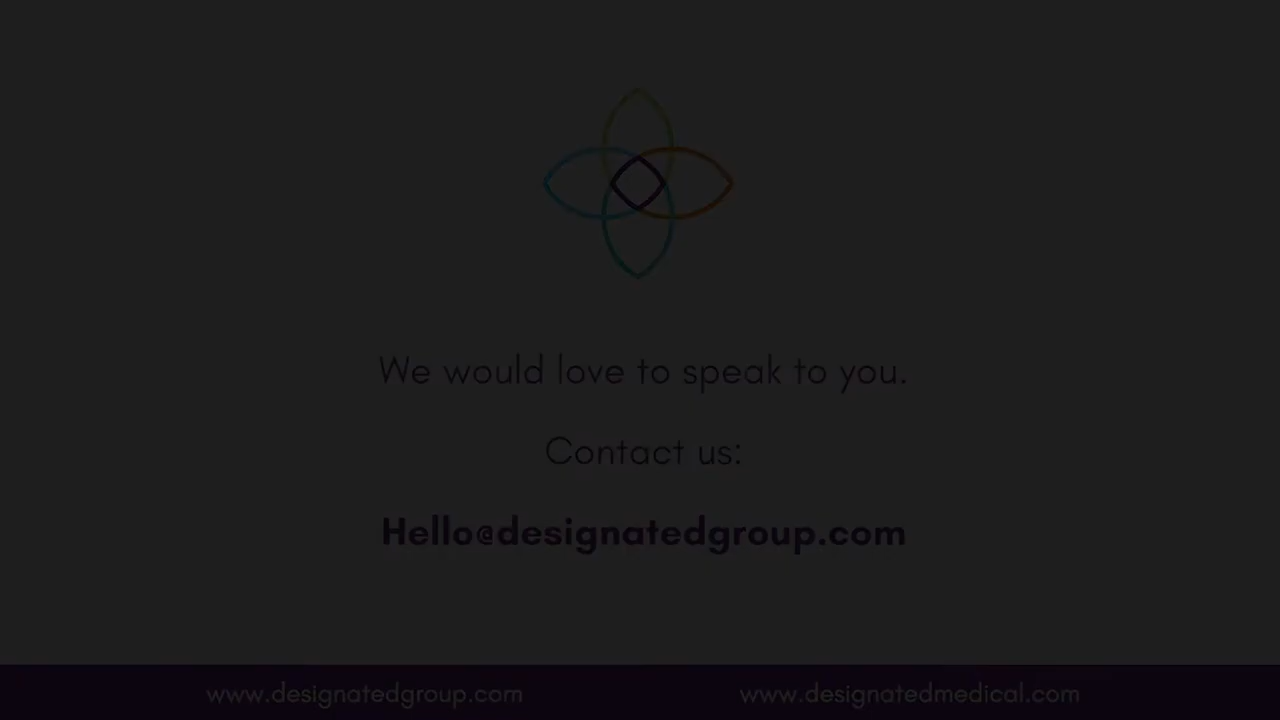 We would love to speak to you.
Contact us:
Hello@designatedgroup.com
www.designatedgroup.com
www.designatedmedical.com